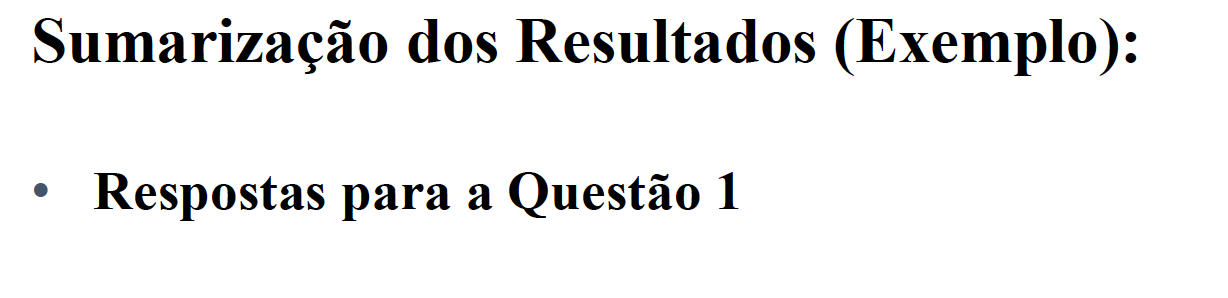 Sumarização dos Resultados (Exemplo):
• Respostas para a Questão 1